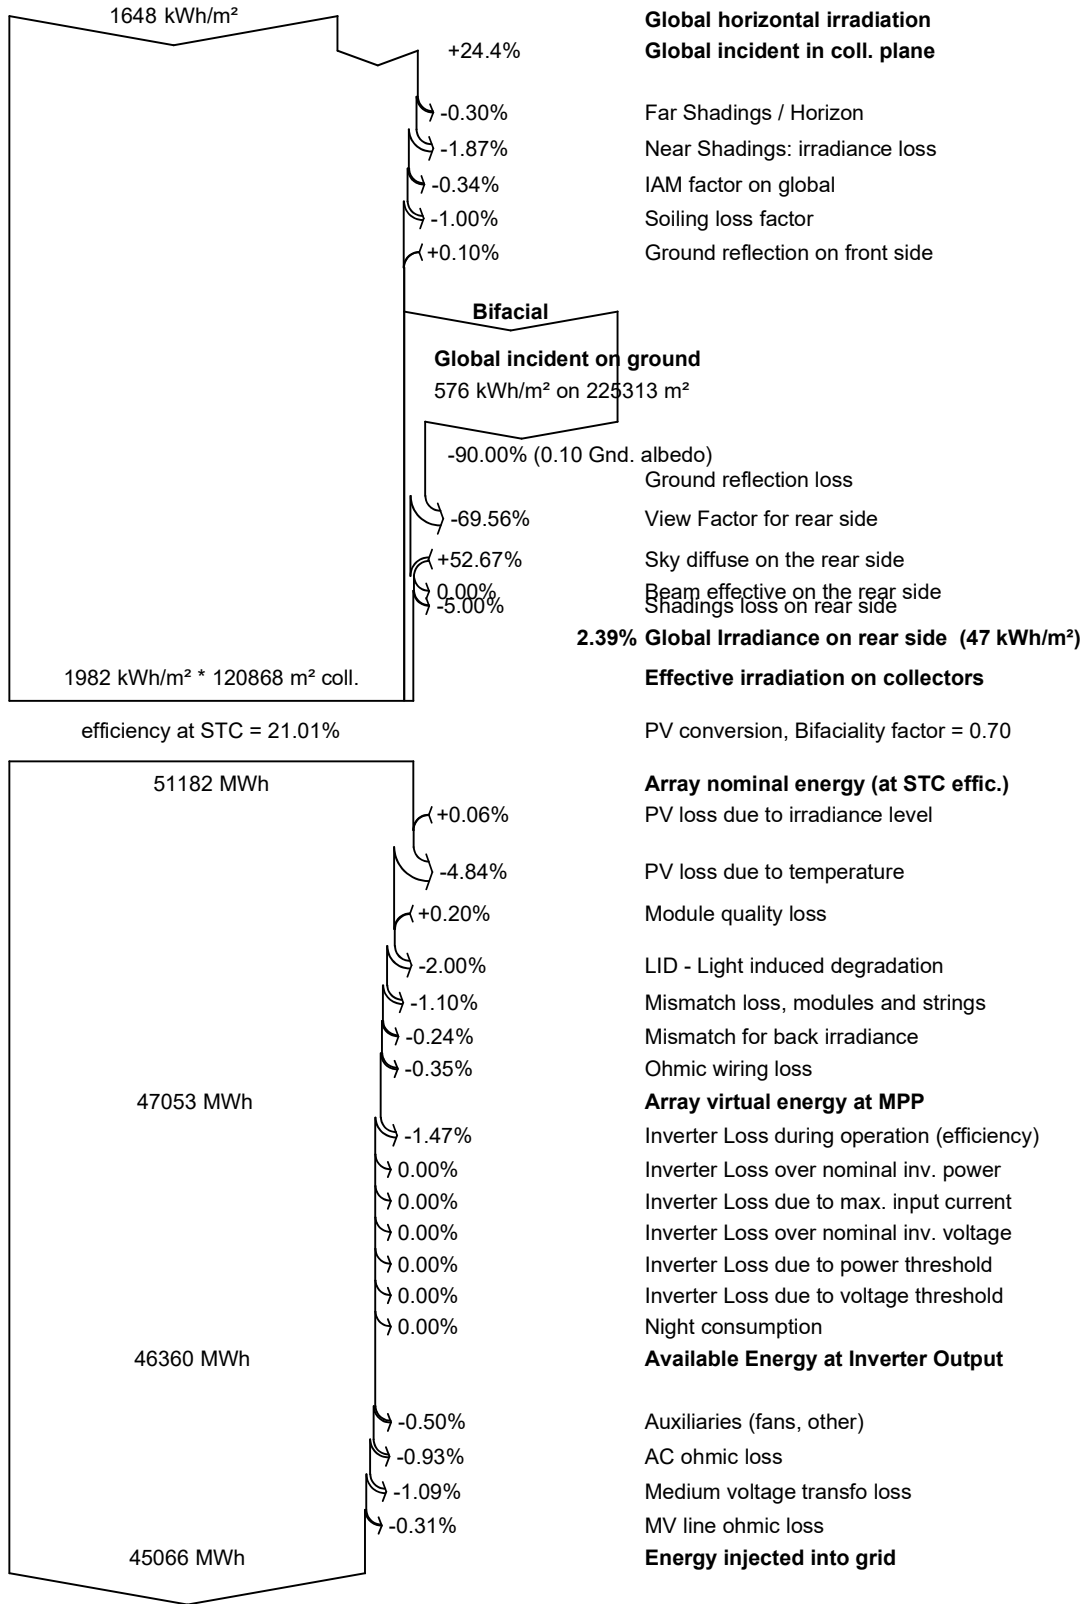 1648 kWh/m² Global horizontal irradiation
+24.4% Global incident in coll. plane
-0.30% Far Shadings / Horizon
-1.87% Near Shadings: irradiance loss
-0.34% IAM factor on global
-1.00% Soiling loss factor
+0.10% Ground reflection on front side
Bifacial
Global incident on ground
576 kWh/m² on 225313 m²
-90.00% (0.10 Gnd. albedo)
Ground reflection loss
-69.56% View Factor for rear side
+52.67% Sky diffuse on the rear side
0.00% Beam effective on the rear side
-5.00% Shadings loss on rear side
2.39% Global Irradiance on rear side (47 kWh/m²)
1982 kWh/m² * 120868 m² coll. Effective irradiation on collectors
efficiency at STC = 21.01% PV conversion, Bifaciality factor = 0.70
51182 MWh Array nominal energy (at STC effic.)
+0.06% PV loss due to irradiance level
-4.84% PV loss due to temperature
+0.20% Module quality loss
-2.00% LID - Light induced degradation
-1.10% Mismatch loss, modules and strings
-0.24% Mismatch for back irradiance
-0.35% Ohmic wiring loss
47053 MWh Array virtual energy at MPP
-1.47% Inverter Loss during operation (efficiency)
0.00% Inverter Loss over nominal inv. power
0.00% Inverter Loss due to max. input current
0.00% Inverter Loss over nominal inv. voltage
0.00% Inverter Loss due to power threshold
0.00% Inverter Loss due to voltage threshold
0.00% Night consumption
46360 MWh Available Energy at Inverter Output
-0.50% Auxiliaries (fans, other)
-0.93% AC ohmic loss
-1.09% Medium voltage transfo loss
-0.31% MV line ohmic loss
45066 MWh Energy injected into grid